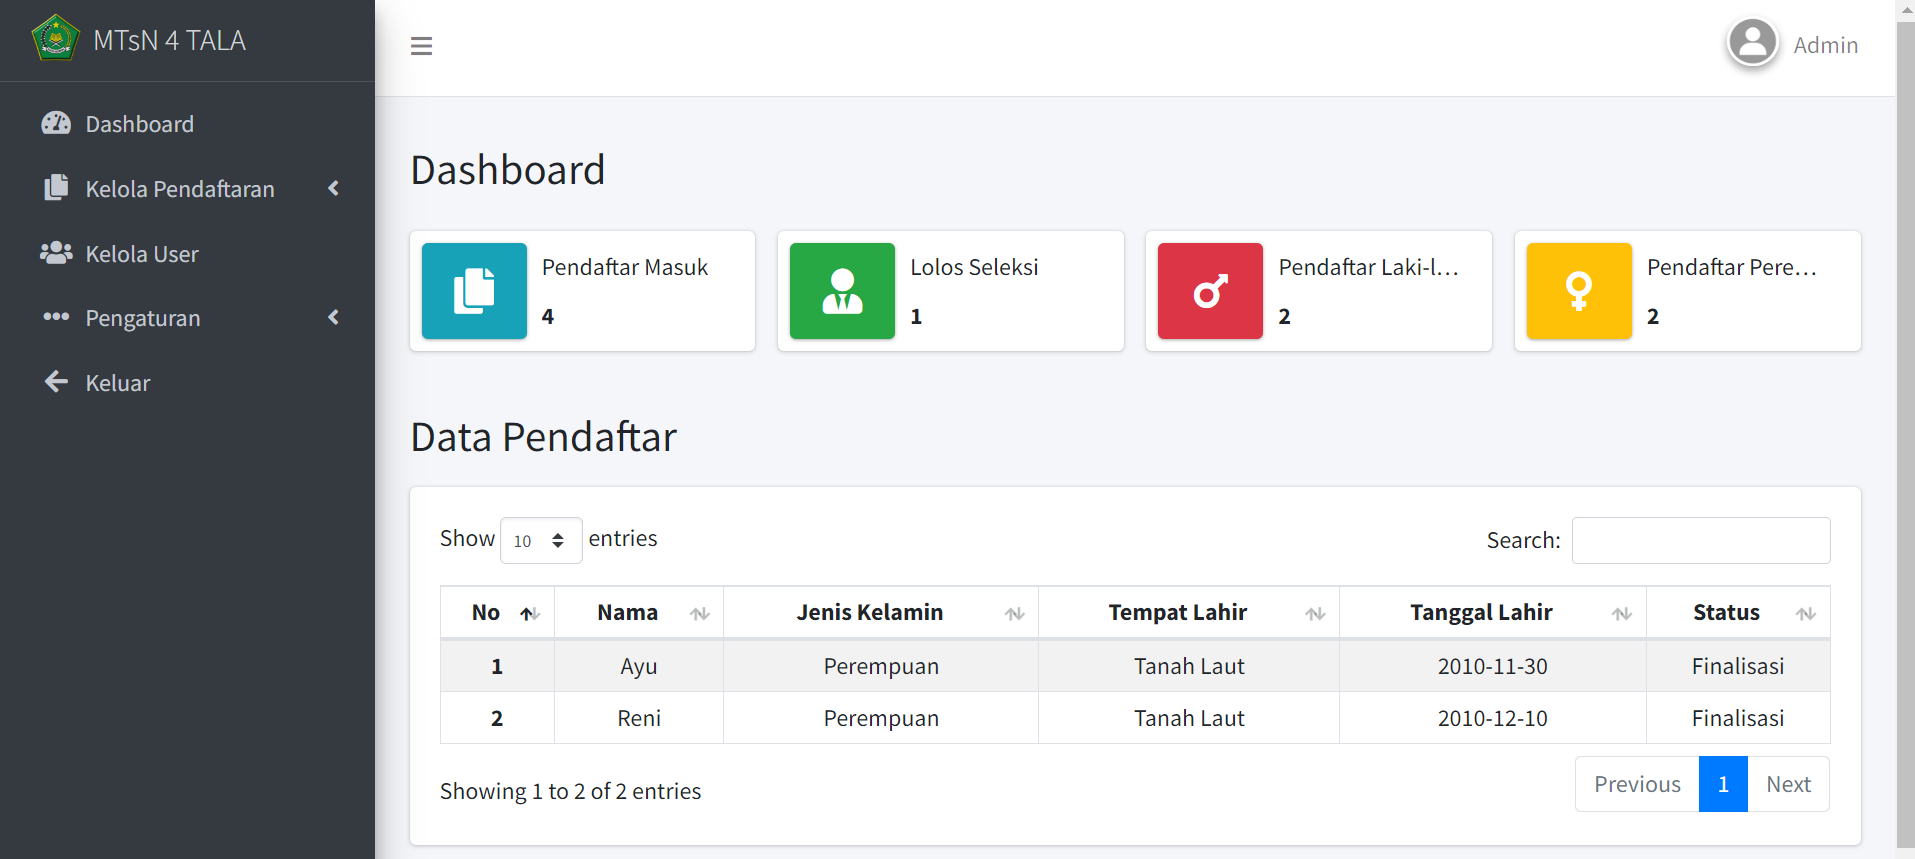 MTsN 4 TALA
Admin
Dashboard
Kelola Pendaftaran
Kelola User
Pengaturan
Keluar
Dashboard
Pendaftar Masuk
4
Lolos Seleksi
1
Pendaftar Laki-l...
2
Pendaftar Pere...
2
Data Pendaftar
Show 10 entries
Search:
No Nama Jenis Kelamin Tempat Lahir Tanggal Lahir Status
1 Ayu Perempuan Tanah Laut 2010-11-30 Finalisasi
2 Reni Perempuan Tanah Laut 2010-12-10 Finalisasi
Showing 1 to 2 of 2 entries
Previous 1 Next